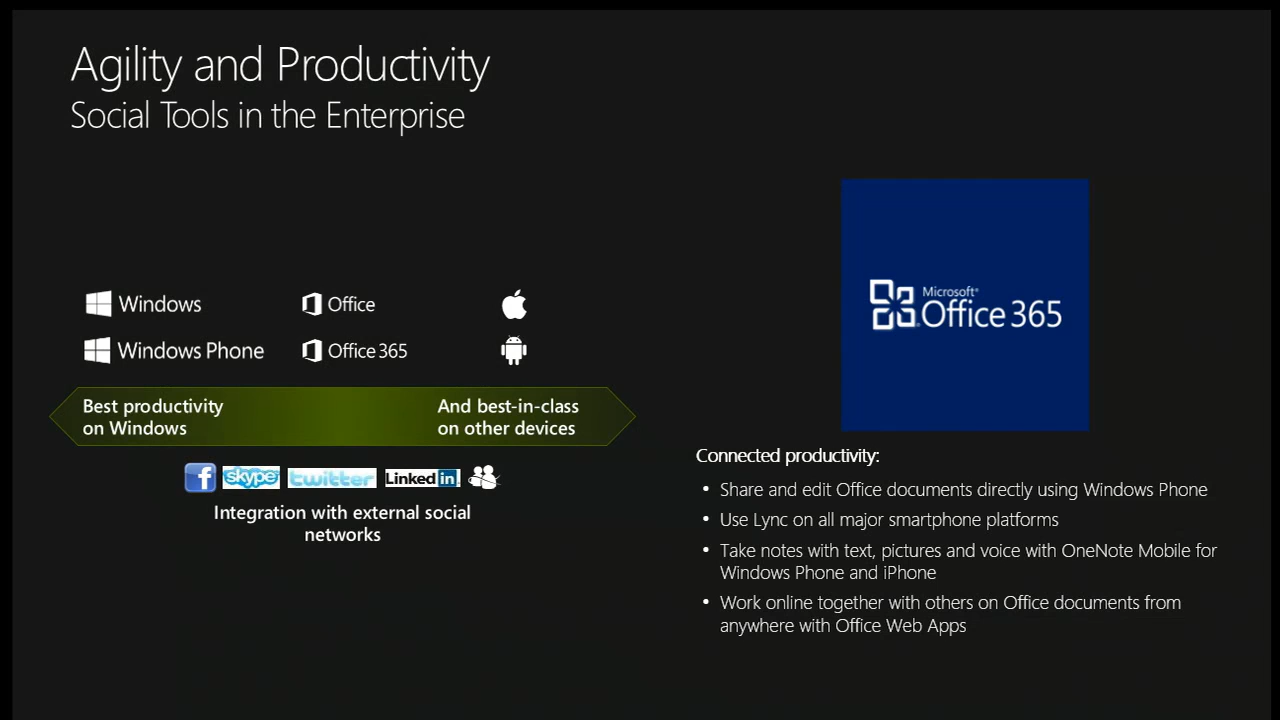 Agility and Productivity
Social Tools in the Enterprise
Windows
Office
Windows Phone
Office 365
Best productivity
on Windows
And best-in-class
on other devices
f
skype
twitter
Linked in
Integration with external social
networks
Microsoft®
Office 365
Connected productivity:
• Share and edit Office documents directly using Windows Phone
• Use Lync on all major smartphone platforms
• Take notes with text, pictures and voice with OneNote Mobile for
Windows Phone and iPhone
• Work online together with others on Office documents from
anywhere with Office Web Apps